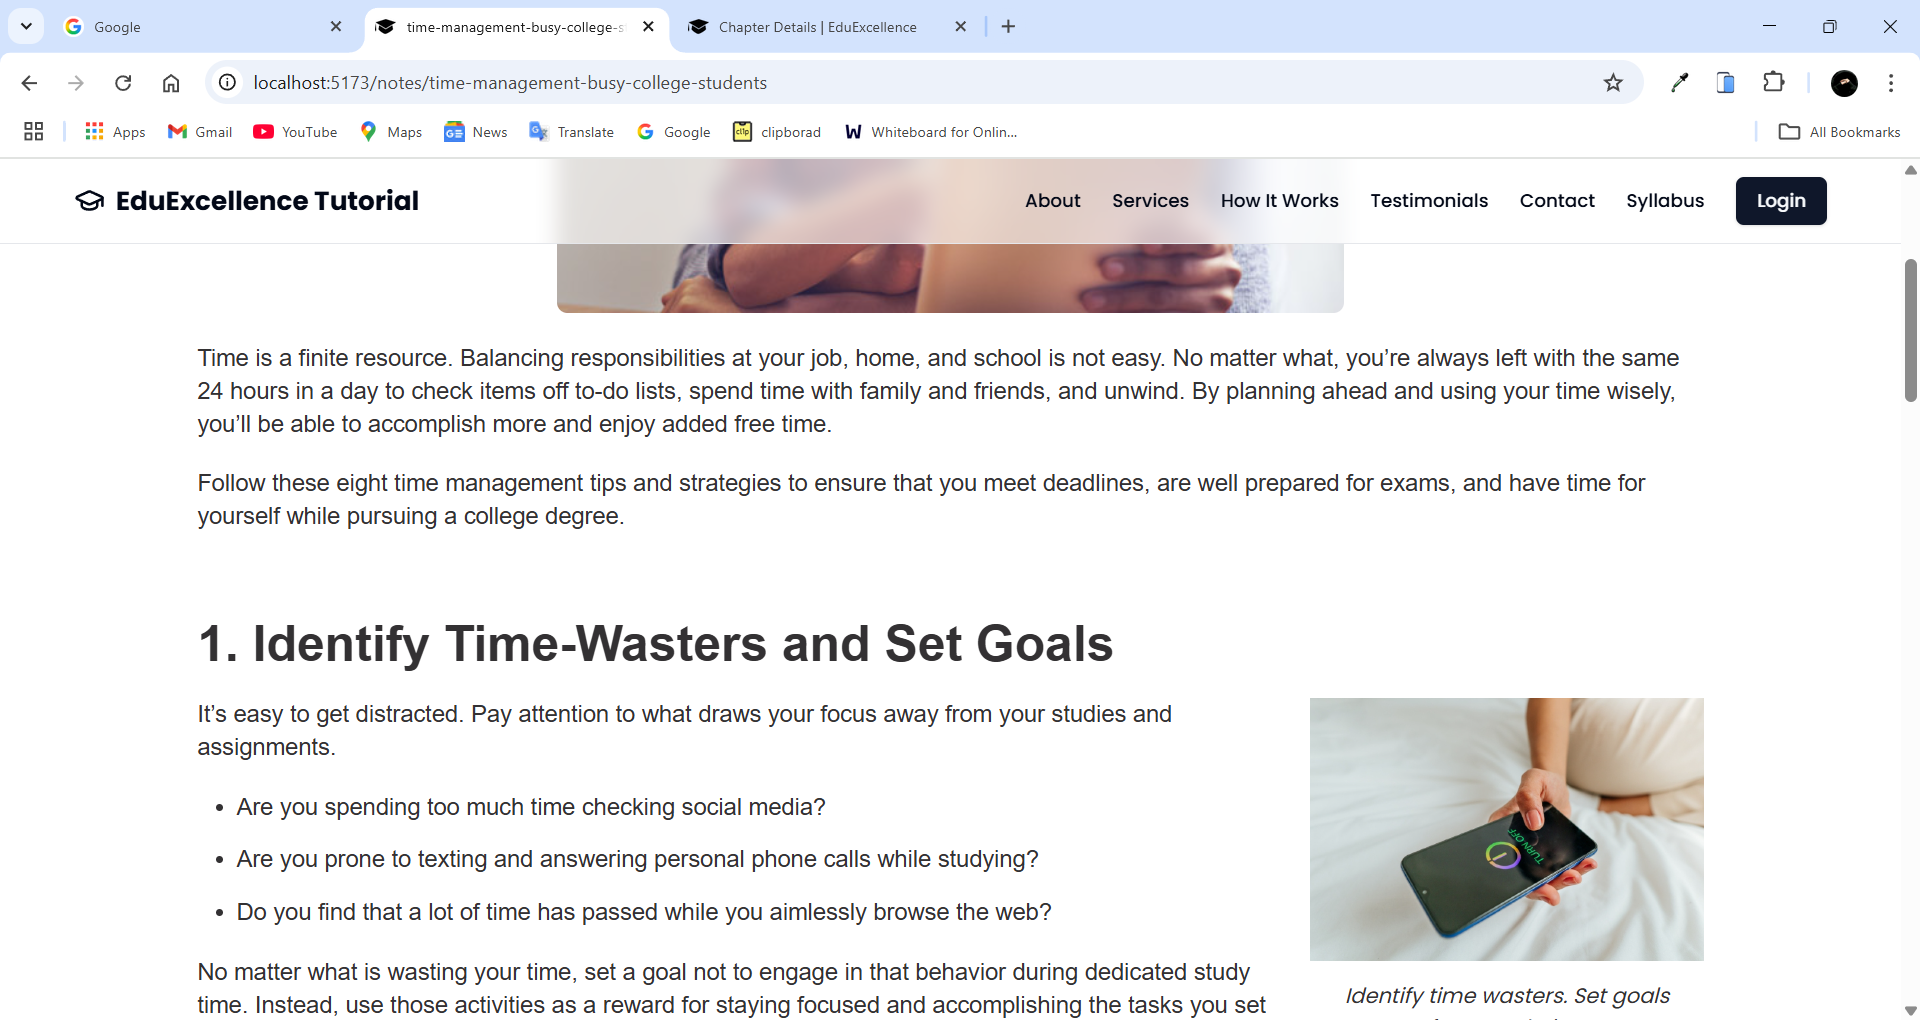 Google
time-management-busy-college-s
Chapter Details | EduExcellence
localhost:5173/notes/time-management-busy-college-students
Apps
Gmail
YouTube
Maps
News
Translate
Google
clipborad
Whiteboard for Onlin...
All Bookmarks
EduExcellence Tutorial
About
Services
How It Works
Testimonials
Contact
Syllabus
Login
Time is a finite resource. Balancing responsibilities at your job, home, and school is not easy. No matter what, you’re always left with the same
24 hours in a day to check items off to-do lists, spend time with family and friends, and unwind. By planning ahead and using your time wisely,
you’ll be able to accomplish more and enjoy added free time.
Follow these eight time management tips and strategies to ensure that you meet deadlines, are well prepared for exams, and have time for
yourself while pursuing a college degree.
1. Identify Time-Wasters and Set Goals
It’s easy to get distracted. Pay attention to what draws your focus away from your studies and
assignments.
• Are you spending too much time checking social media?
• Are you prone to texting and answering personal phone calls while studying?
• Do you find that a lot of time has passed while you aimlessly browse the web?
No matter what is wasting your time, set a goal not to engage in that behavior during dedicated study
time. Instead, use those activities as a reward for staying focused and accomplishing the tasks you set
TURN OFF
Identify time wasters. Set goals